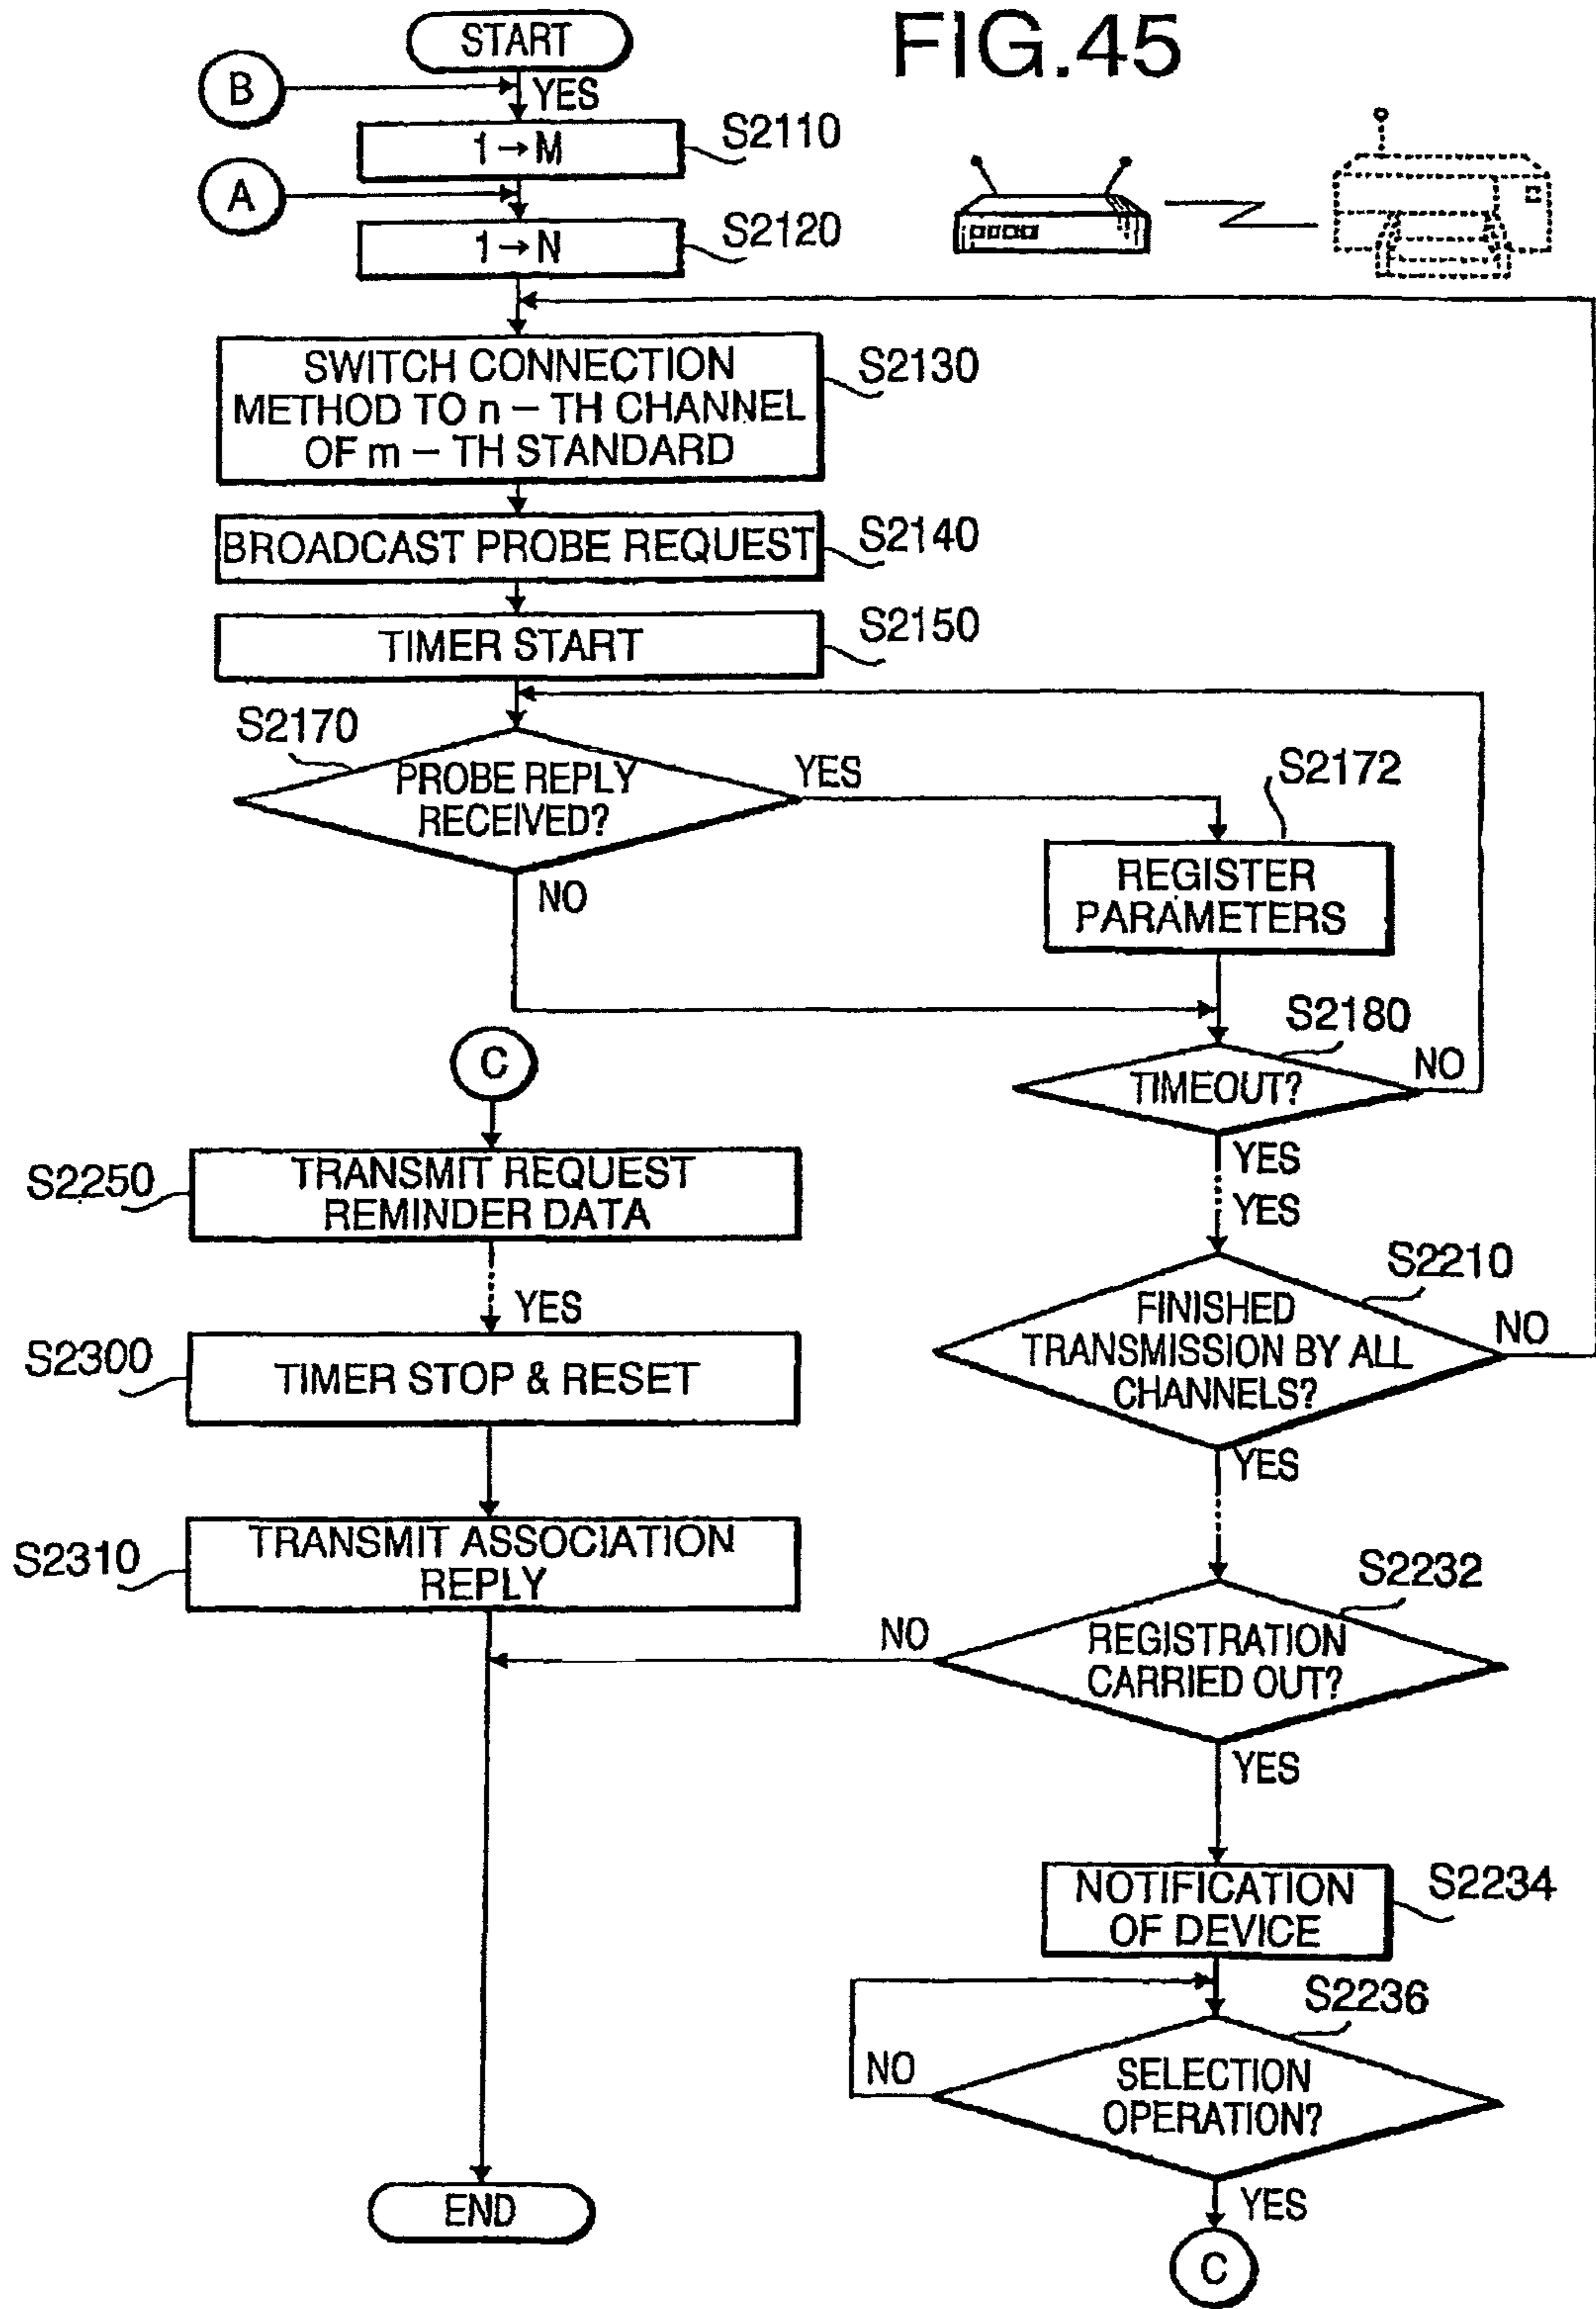 FIG.45
START
B
YES
1→M
S2110
A
1→N
S2120
SWITCH CONNECTION
METHOD TO n – TH CHANNEL
OF m – TH STANDARD
S2130
BROADCAST PROBE REQUEST
S2140
TIMER START
S2150
S2170
PROBE REPLY
RECEIVED?
YES
NO
S2172
REGISTER
PARAMETERS
S2180
TIMEOUT?
NO
YES
YES
S2210
FINISHED
TRANSMISSION BY ALL
CHANNELS?
NO
YES
S2232
REGISTRATION
CARRIED OUT?
NO
YES
S2234
NOTIFICATION
OF DEVICE
S2236
SELECTION
OPERATION?
NO
YES
C
C
S2250
TRANSMIT REQUEST
REMINDER DATA
YES
S2300
TIMER STOP & RESET
S2310
TRANSMIT ASSOCIATION
REPLY
END